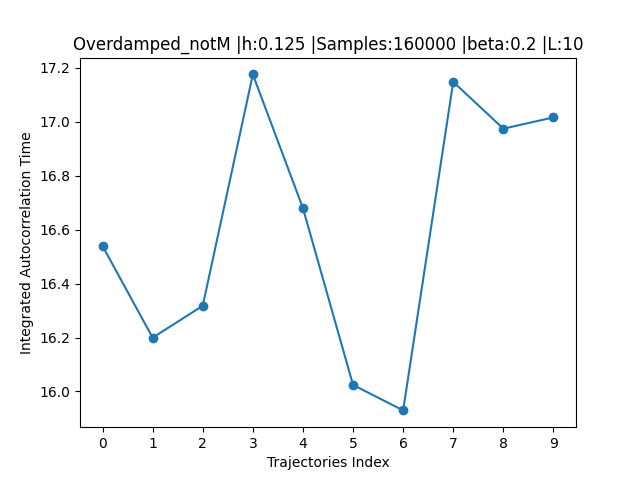 Overdamped_notM |h:0.125 |Samples:160000 |beta:0.2 |L:10
Integrated Autocorrelation Time
17.2
17.0
16.8
16.6
16.4
16.2
16.0
0 1 2 3 4 5 6 7 8 9
Trajectories Index